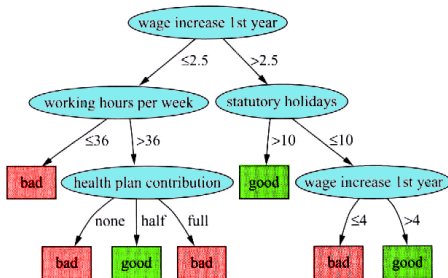 wage increase 1st year
≤2.5 >2.5
working hours per week statutory holidays
≤36 >36 >10 ≤10
bad health plan contribution good wage increase 1st year
none half full ≤4 >4
bad good bad bad good